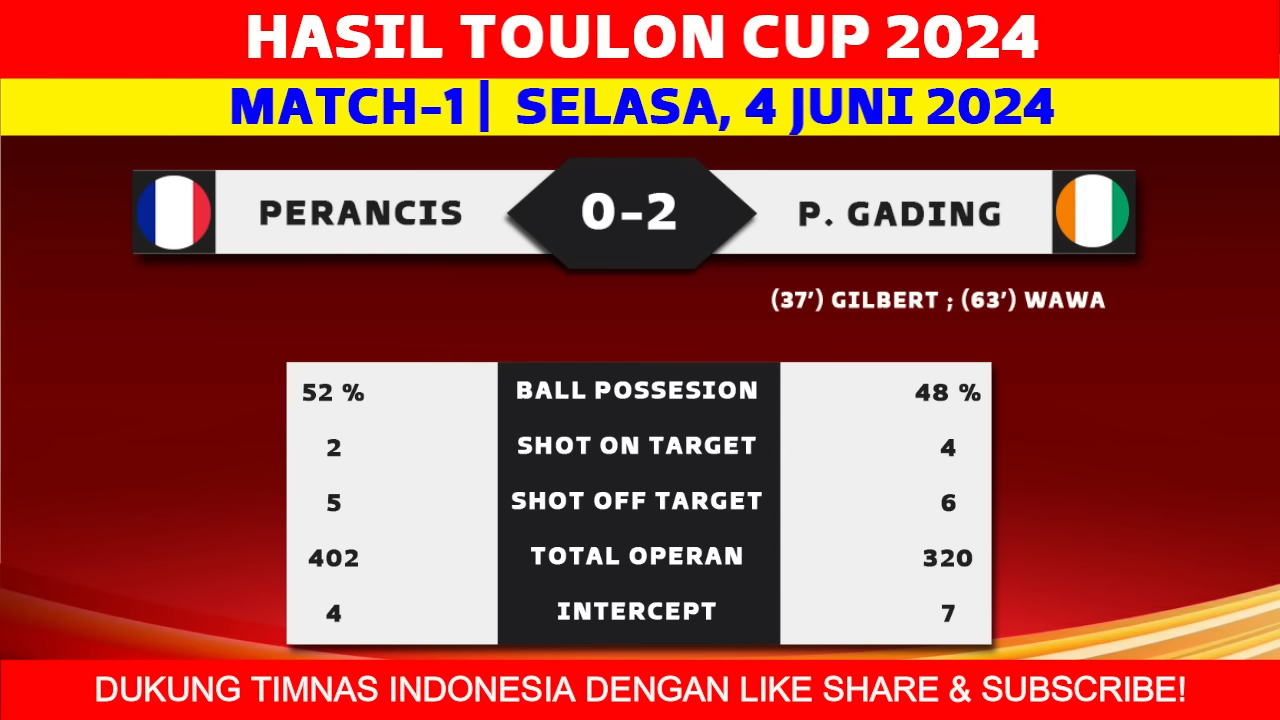 HASIL TOULON CUP 2024
MATCH-1 | SELASA, 4 JUNI 2024
PERANCIS 0-2 P. GADING
(37') GILBERT ; (63') WAWA
52 % BALL POSSESION 48 %
2 SHOT ON TARGET 4
5 SHOT OFF TARGET 6
402 TOTAL OPERAN 320
4 INTERCEPT 7
DUKUNG TIMNAS INDONESIA DENGAN LIKE SHARE & SUBSCRIBE!